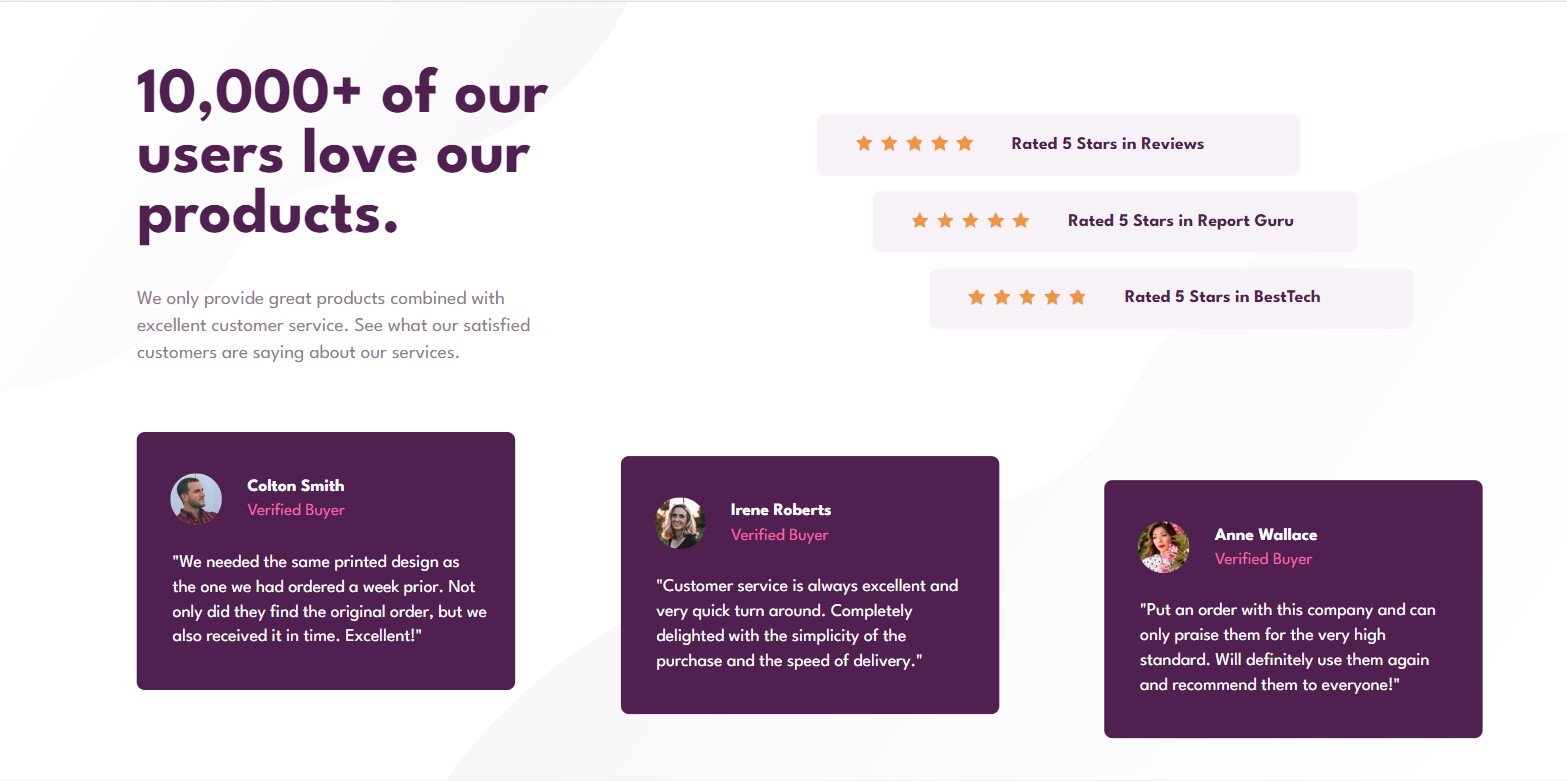 10,000+ of our
users love our
products.
We only provide great products combined with
excellent customer service. See what our satisfied
customers are saying about our services.
Rated 5 Stars in Reviews
Rated 5 Stars in Report Guru
Rated 5 Stars in BestTech
Colton Smith
Verified Buyer
"We needed the same printed design as
the one we had ordered a week prior. Not
only did they find the original order, but we
also received it in time. Excellent!"
Irene Roberts
Verified Buyer
"Customer service is always excellent and
very quick turn around. Completely
delighted with the simplicity of the
purchase and the speed of delivery."
Anne Wallace
Verified Buyer
"Put an order with this company and can
only praise them for the very high
standard. Will definitely use them again
and recommend them to everyone!"